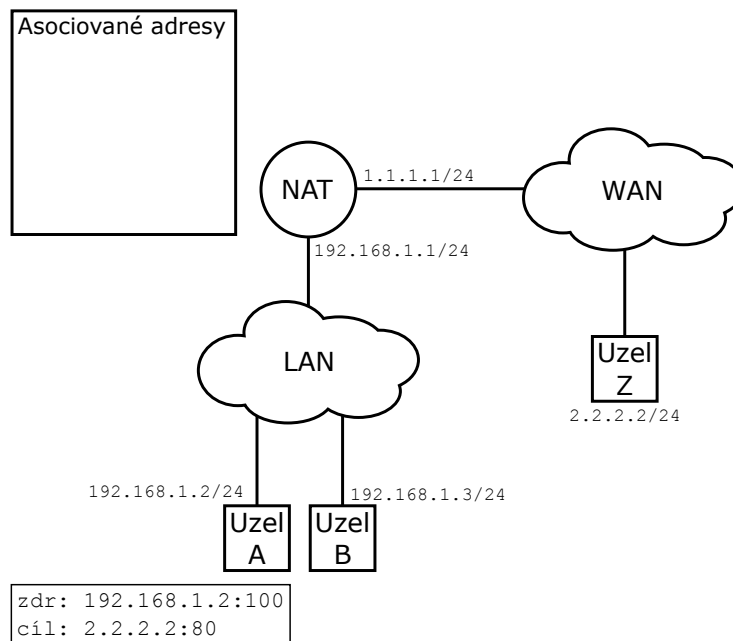 Asociované adresy
NAT
1.1.1.1/24
WAN
192.168.1.1/24
LAN
Uzel
Z
2.2.2.2/24
192.168.1.2/24
192.168.1.3/24
Uzel
A
Uzel
B
zdr: 192.168.1.2:100
cíl: 2.2.2.2:80